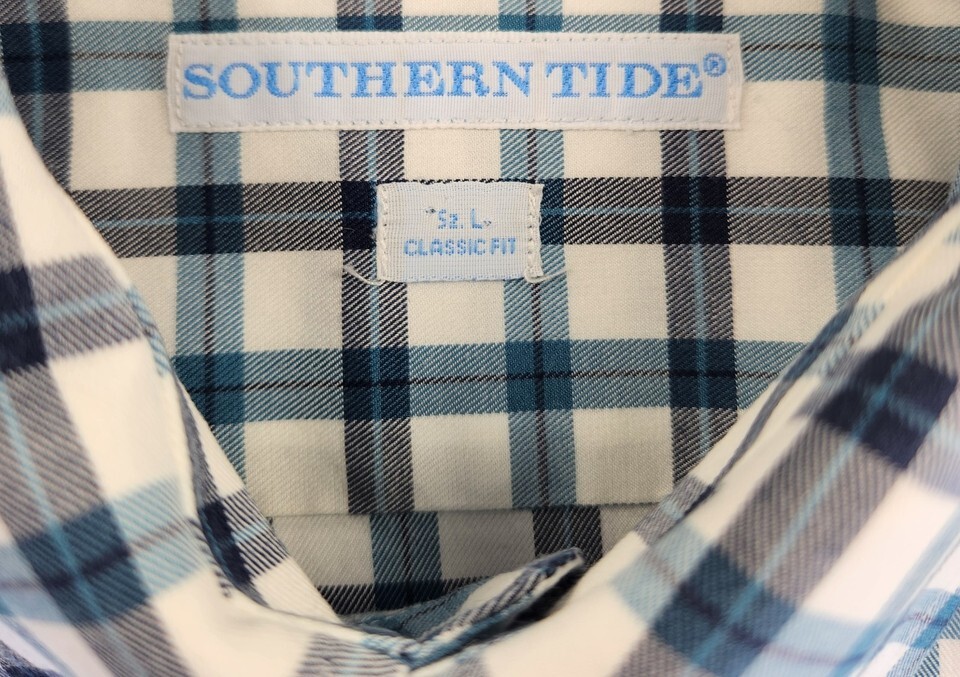 SOUTHERN TIDE®
Sz. L
CLASSIC FIT